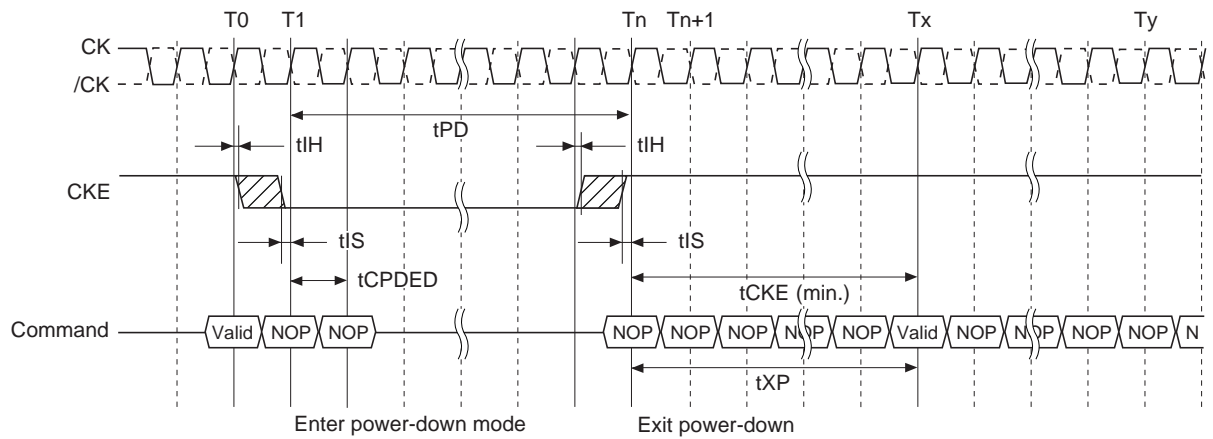 T0 T1 Tn Tn+1 Tx Ty
CK
/CK
tPD
tIH tIH
CKE
tIS tIS
tCPDED
tCKE (min.)
Command Valid NOP NOP NOP NOP NOP NOP NOP Valid NOP NOP NOP NOP N
tXP
Enter power-down mode Exit power-down